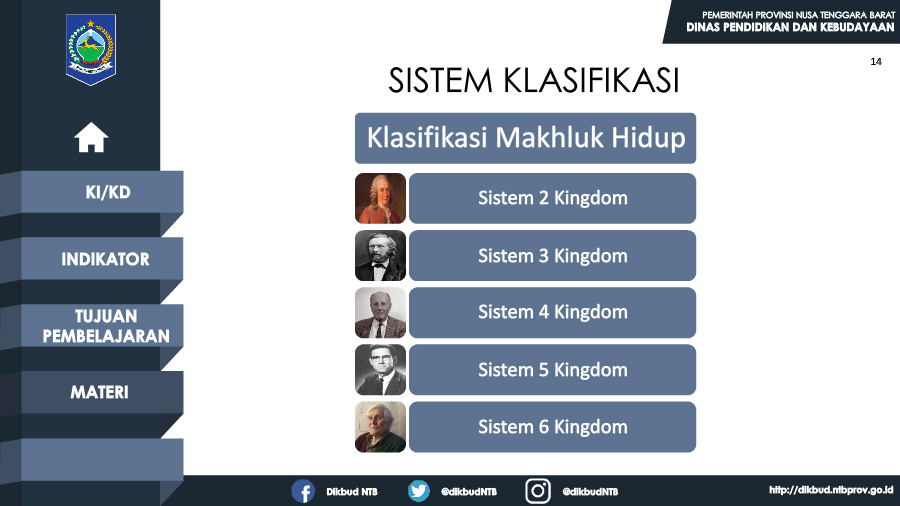 PEMERINTAH PROVINSI NUSA TENGGARA BARAT
DINAS PENDIDIKAN DAN KEBUDAYAAN
14
SISTEM KLASIFIKASI
Klasifikasi Makhluk Hidup
Sistem 2 Kingdom
Sistem 3 Kingdom
Sistem 4 Kingdom
Sistem 5 Kingdom
Sistem 6 Kingdom
KI/KD
INDIKATOR
TUJUAN
PEMBELAJARAN
MATERI
Dikbud NTB
@dikbudNTB
@dikbudNTB
http://dikbud.ntbprov.go.id